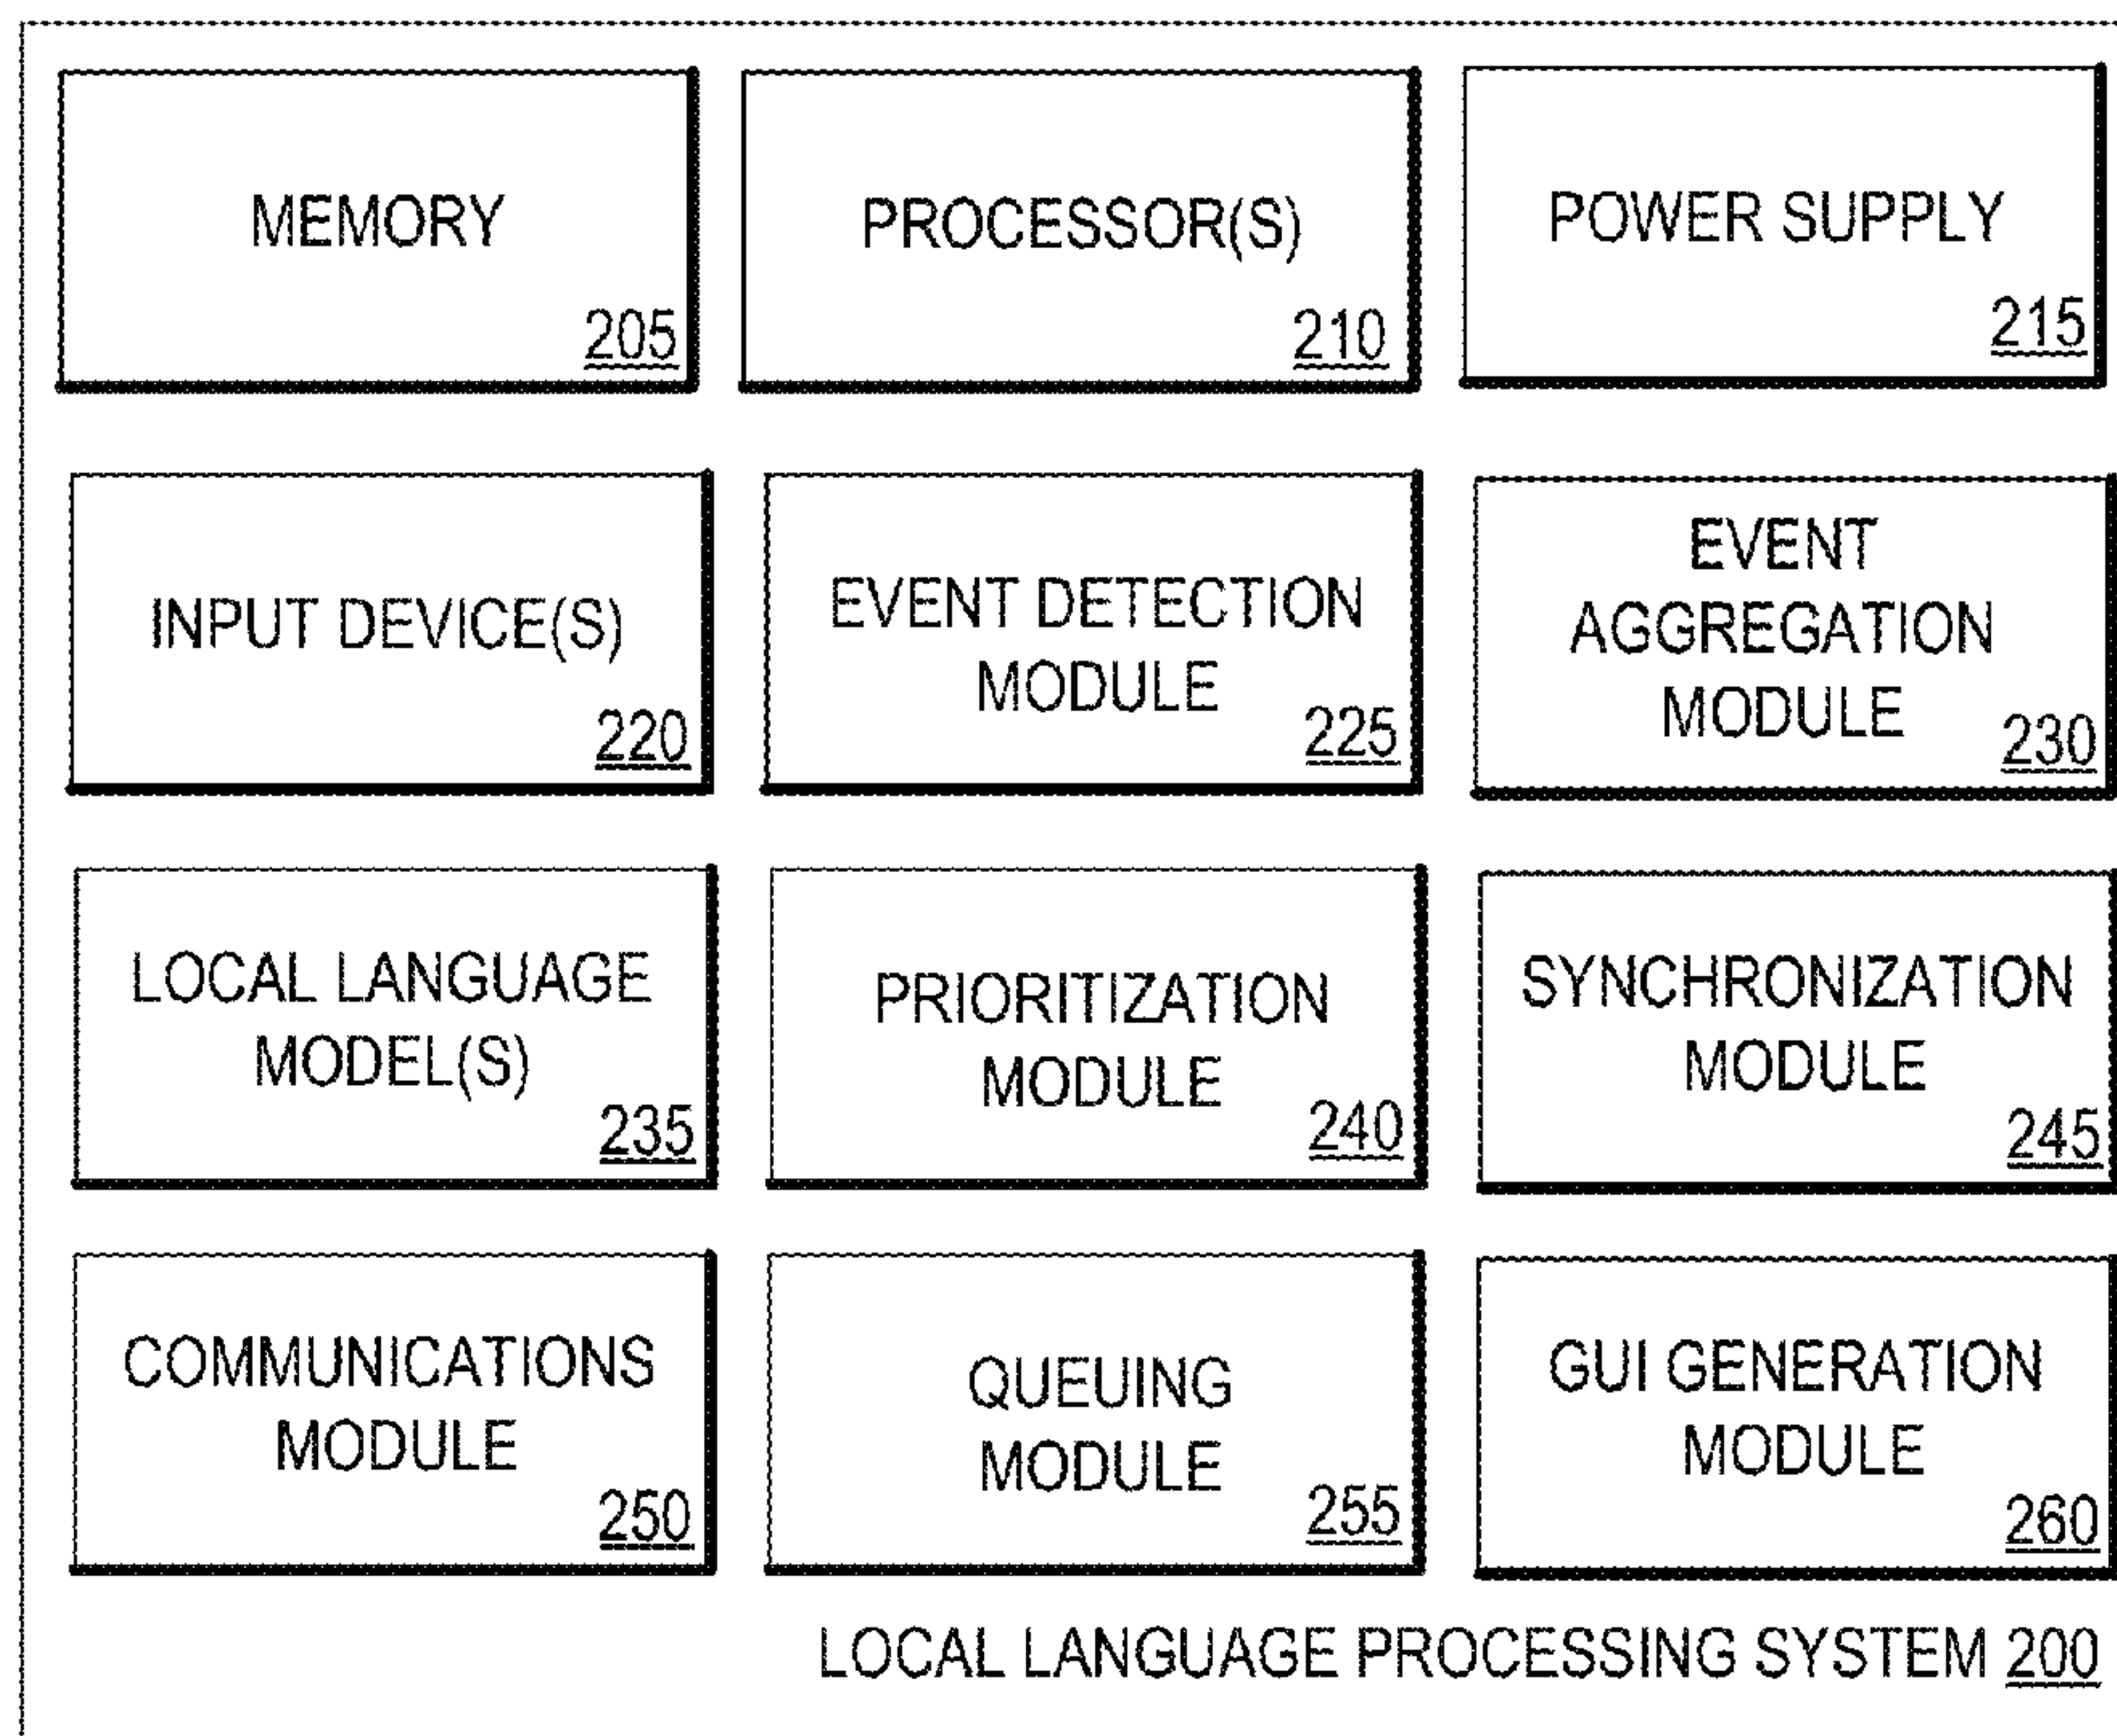 MEMORY
205
PROCESSOR(S)
210
POWER SUPPLY
215
INPUT DEVICE(S)
220
EVENT DETECTION
MODULE
225
EVENT
AGGREGATION
MODULE
230
LOCAL LANGUAGE
MODEL(S)
235
PRIORITIZATION
MODULE
240
SYNCHRONIZATION
MODULE
245
COMMUNICATIONS
MODULE
250
QUEUING
MODULE
255
GUI GENERATION
MODULE
260
LOCAL LANGUAGE PROCESSING SYSTEM 200